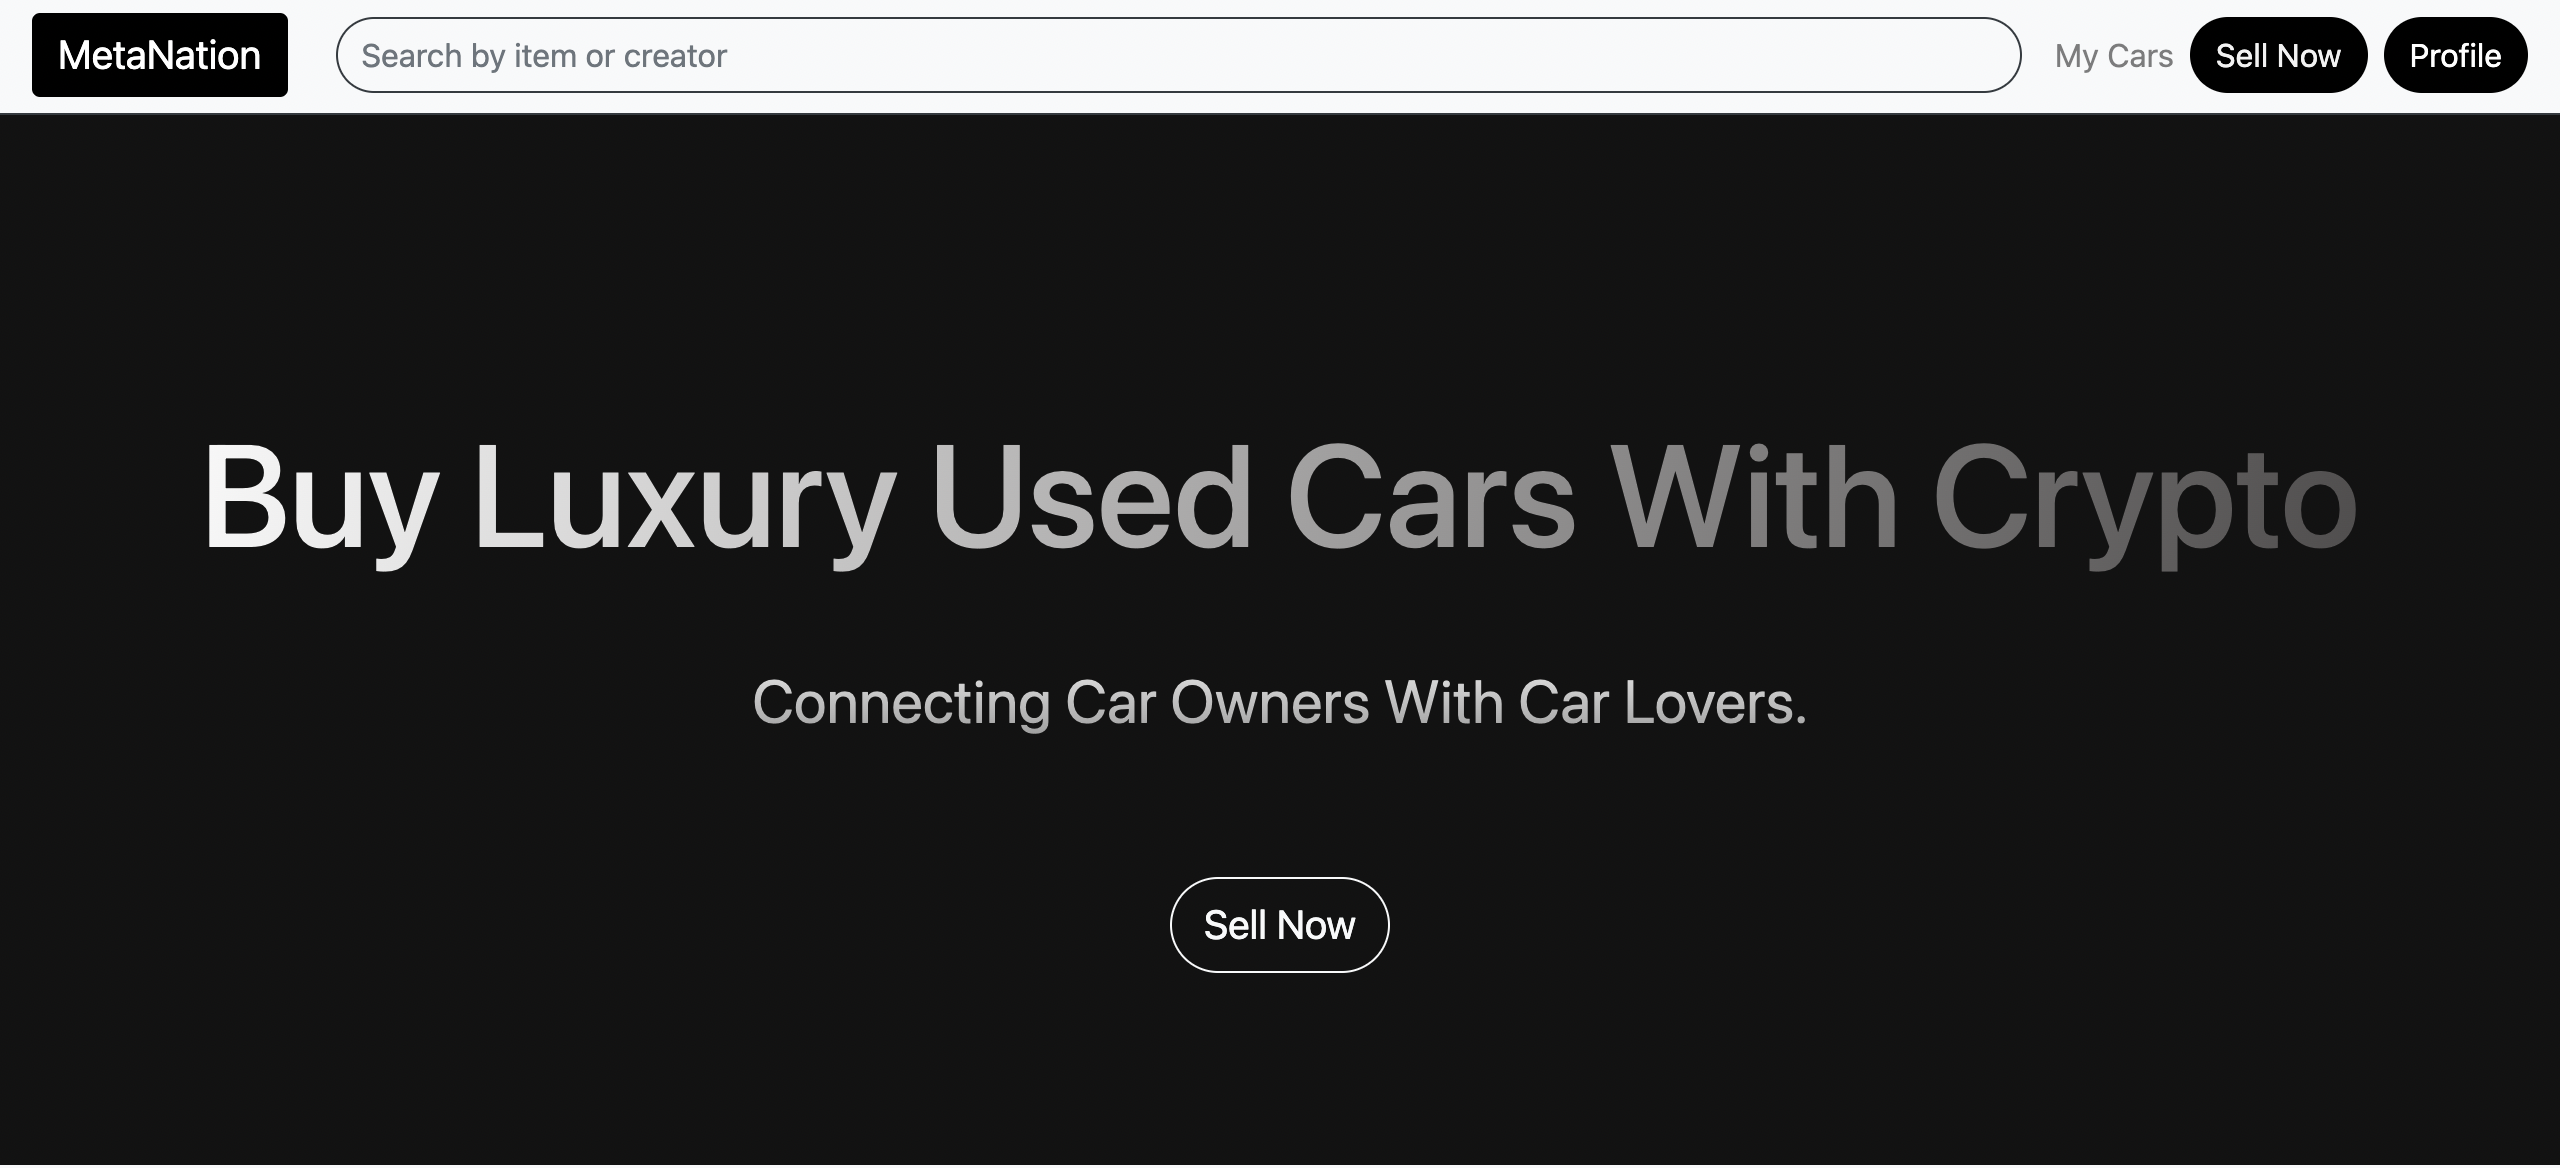 MetaNation
Search by item or creator
My Cars
Sell Now
Profile
Buy Luxury Used Cars With Crypto
Connecting Car Owners With Car Lovers.
Sell Now